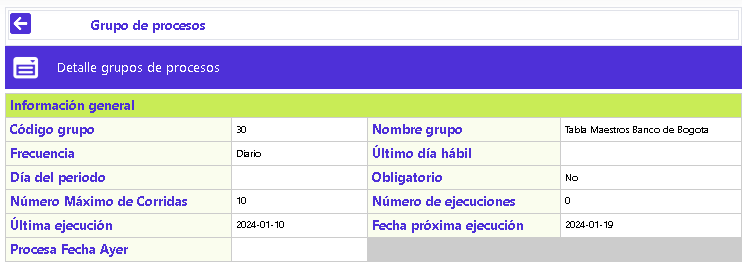 Grupo de procesos
Detalle grupos de procesos
Información general
Código grupo 30 Nombre grupo Tabla Maestros Banco de Bogota
Frecuencia Diario Último día hábil
Día del periodo Obligatorio No
Número Máximo de Corridas 10 Número de ejecuciones 0
Última ejecución 2024-01-10 Fecha próxima ejecución 2024-01-19
Procesa Fecha Ayer